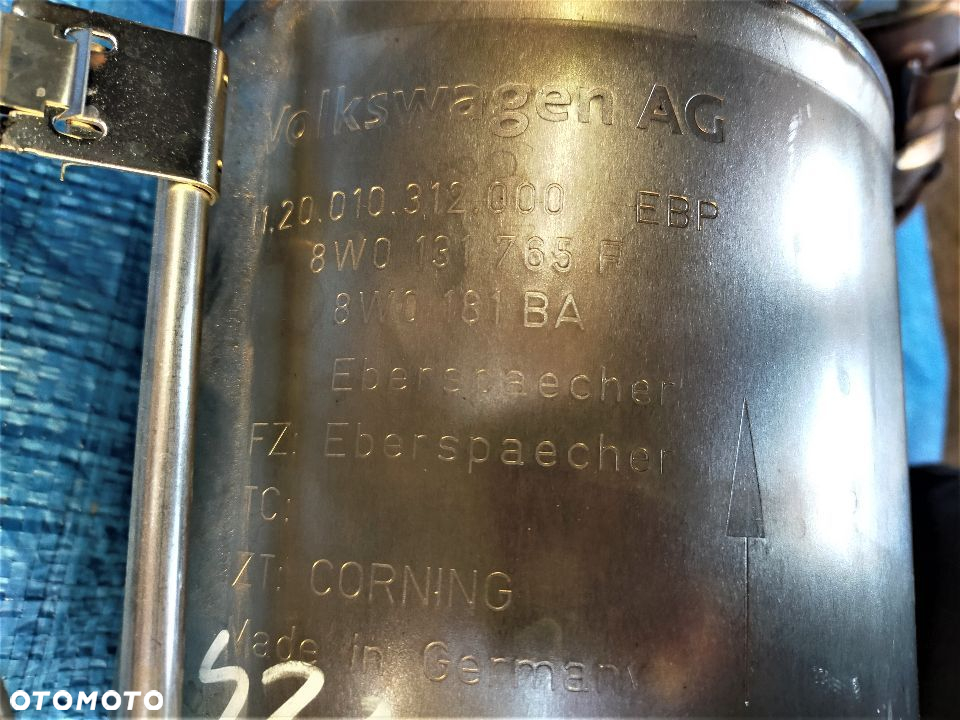 Volkswagen AG
11.20.010.312.000 EBP
8W0 131 765 F
8W0 181 BA
Eberspaecher
FZ: Eberspaecher
TC:
ZT: CORNING
Made in Germany
OTOMOTO